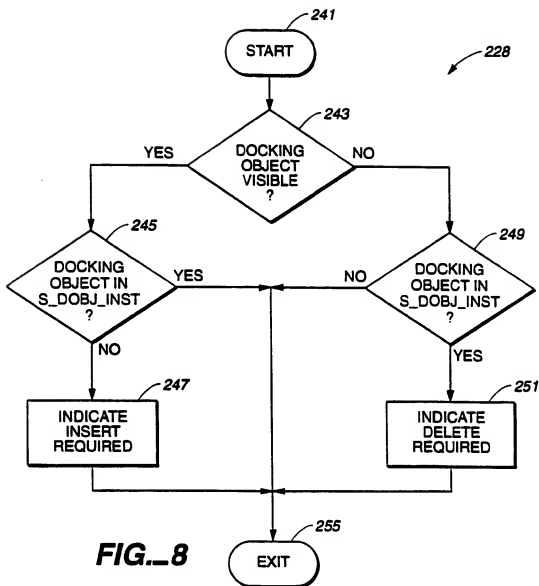 241
START
228
243
YES
DOCKING
OBJECT
VISIBLE
?
NO
245
249
DOCKING
OBJECT IN
S_DOBJ_INST
?
YES
NO
DOCKING
OBJECT IN
S_DOBJ_INST
?
NO
YES
247
251
INDICATE
INSERT
REQUIRED
INDICATE
DELETE
REQUIRED
255
EXIT
FIG._8